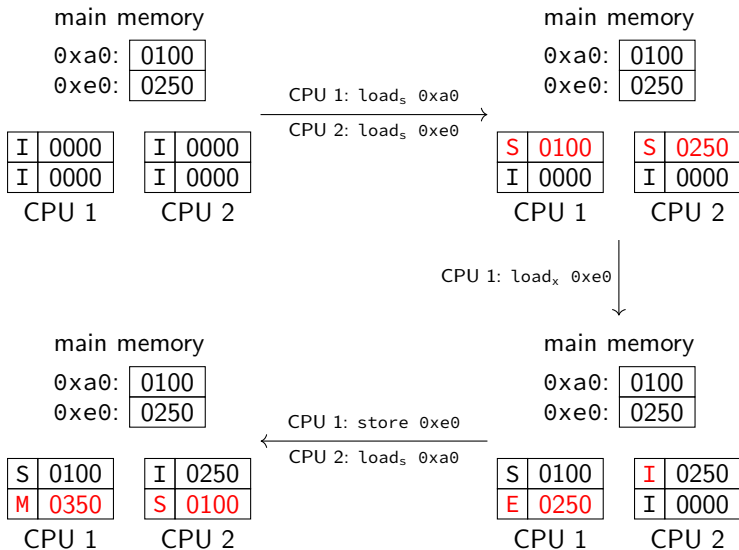 main memory
0xa0: 0100
0xe0: 0250
I 0000
I 0000
CPU 1
I 0000
I 0000
CPU 2
CPU 1: loadₛ 0xa0
CPU 2: loadₛ 0xe0
main memory
0xa0: 0100
0xe0: 0250
S 0100
I 0000
CPU 1
S 0250
I 0000
CPU 2
CPU 1: loadₓ 0xe0
main memory
0xa0: 0100
0xe0: 0250
S 0100
E 0250
CPU 1
I 0250
I 0000
CPU 2
CPU 1: store 0xe0
CPU 2: loadₛ 0xa0
main memory
0xa0: 0100
0xe0: 0250
S 0100
M 0350
CPU 1
I 0250
S 0100
CPU 2